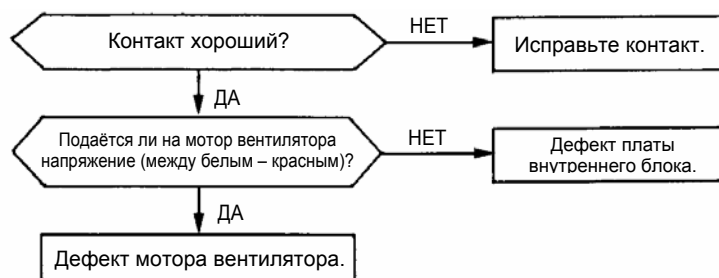 Контакт хороший?
НЕТ
Исправьте контакт.
ДА
Подаётся ли на мотор вентилятора
напряжение (между белым – красным)?
НЕТ
Дефект платы
внутреннего блока.
ДА
Дефект мотора вентилятора.